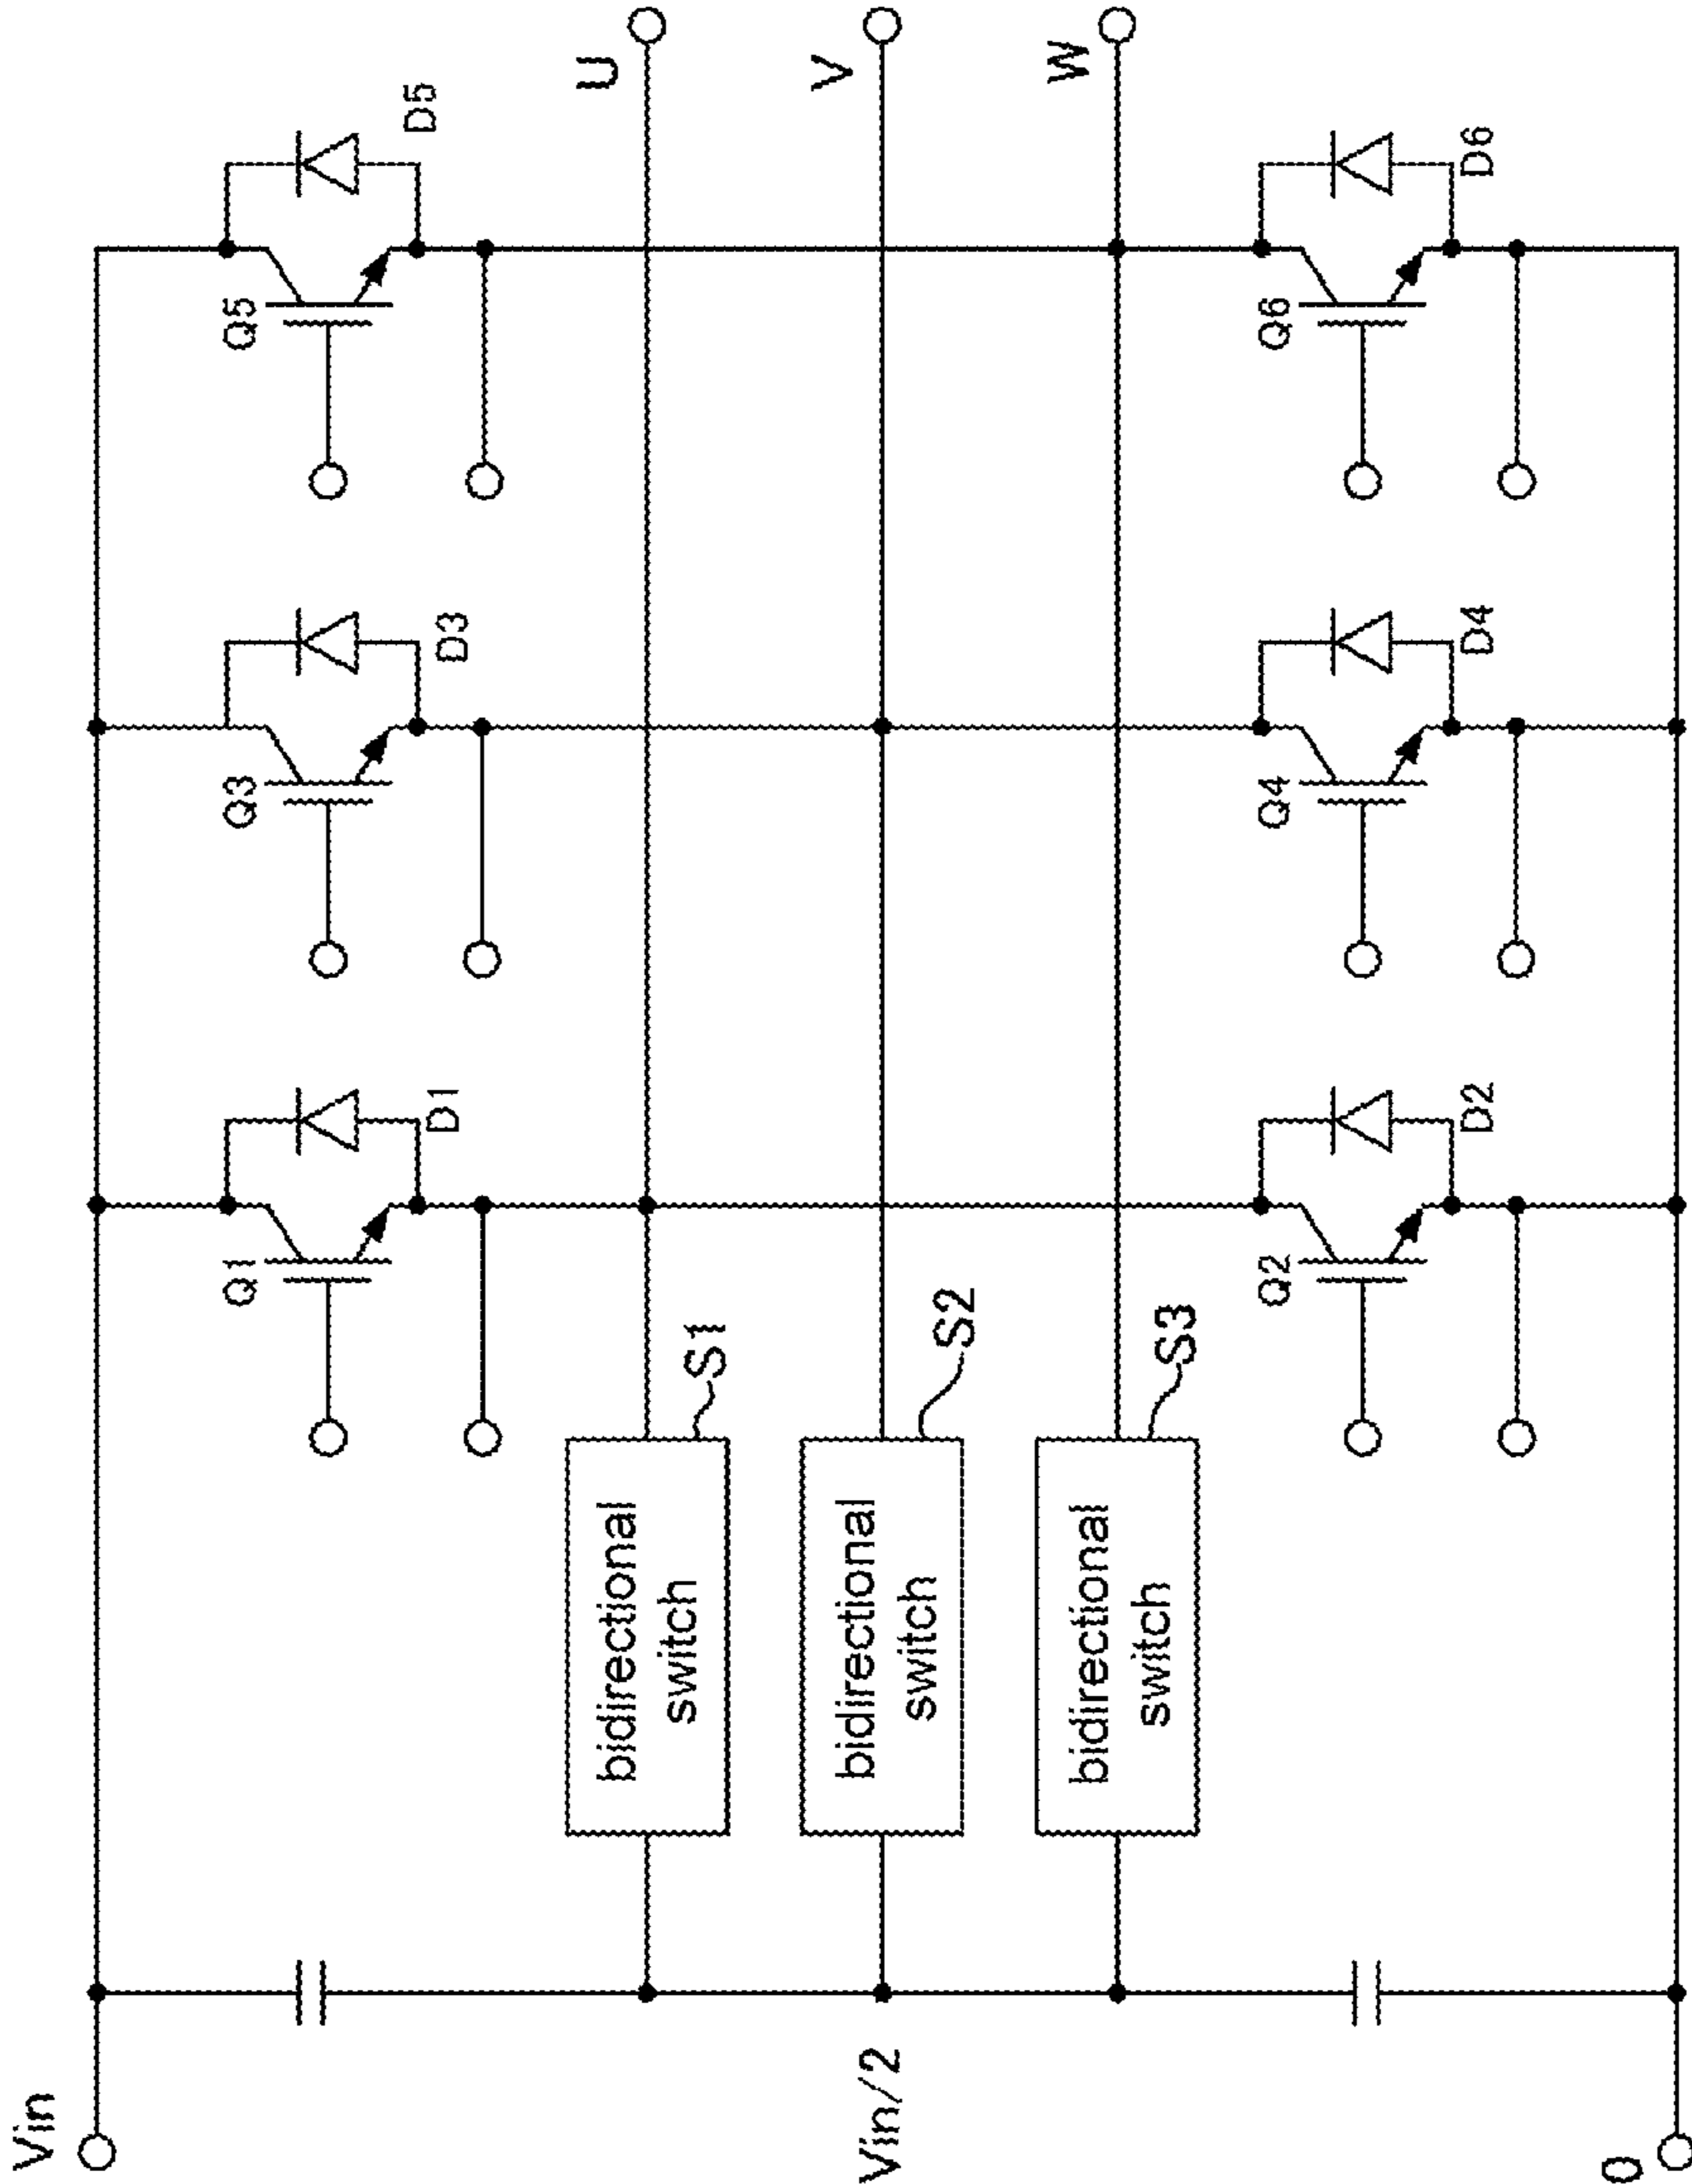 Vin
Vin/2
0
bidirectional
switch
S1
bidirectional
switch
S2
bidirectional
switch
S3
Q1
D1
Q2
D2
Q3
D3
Q4
D4
Q5
D5
Q6
D6
U
V
W